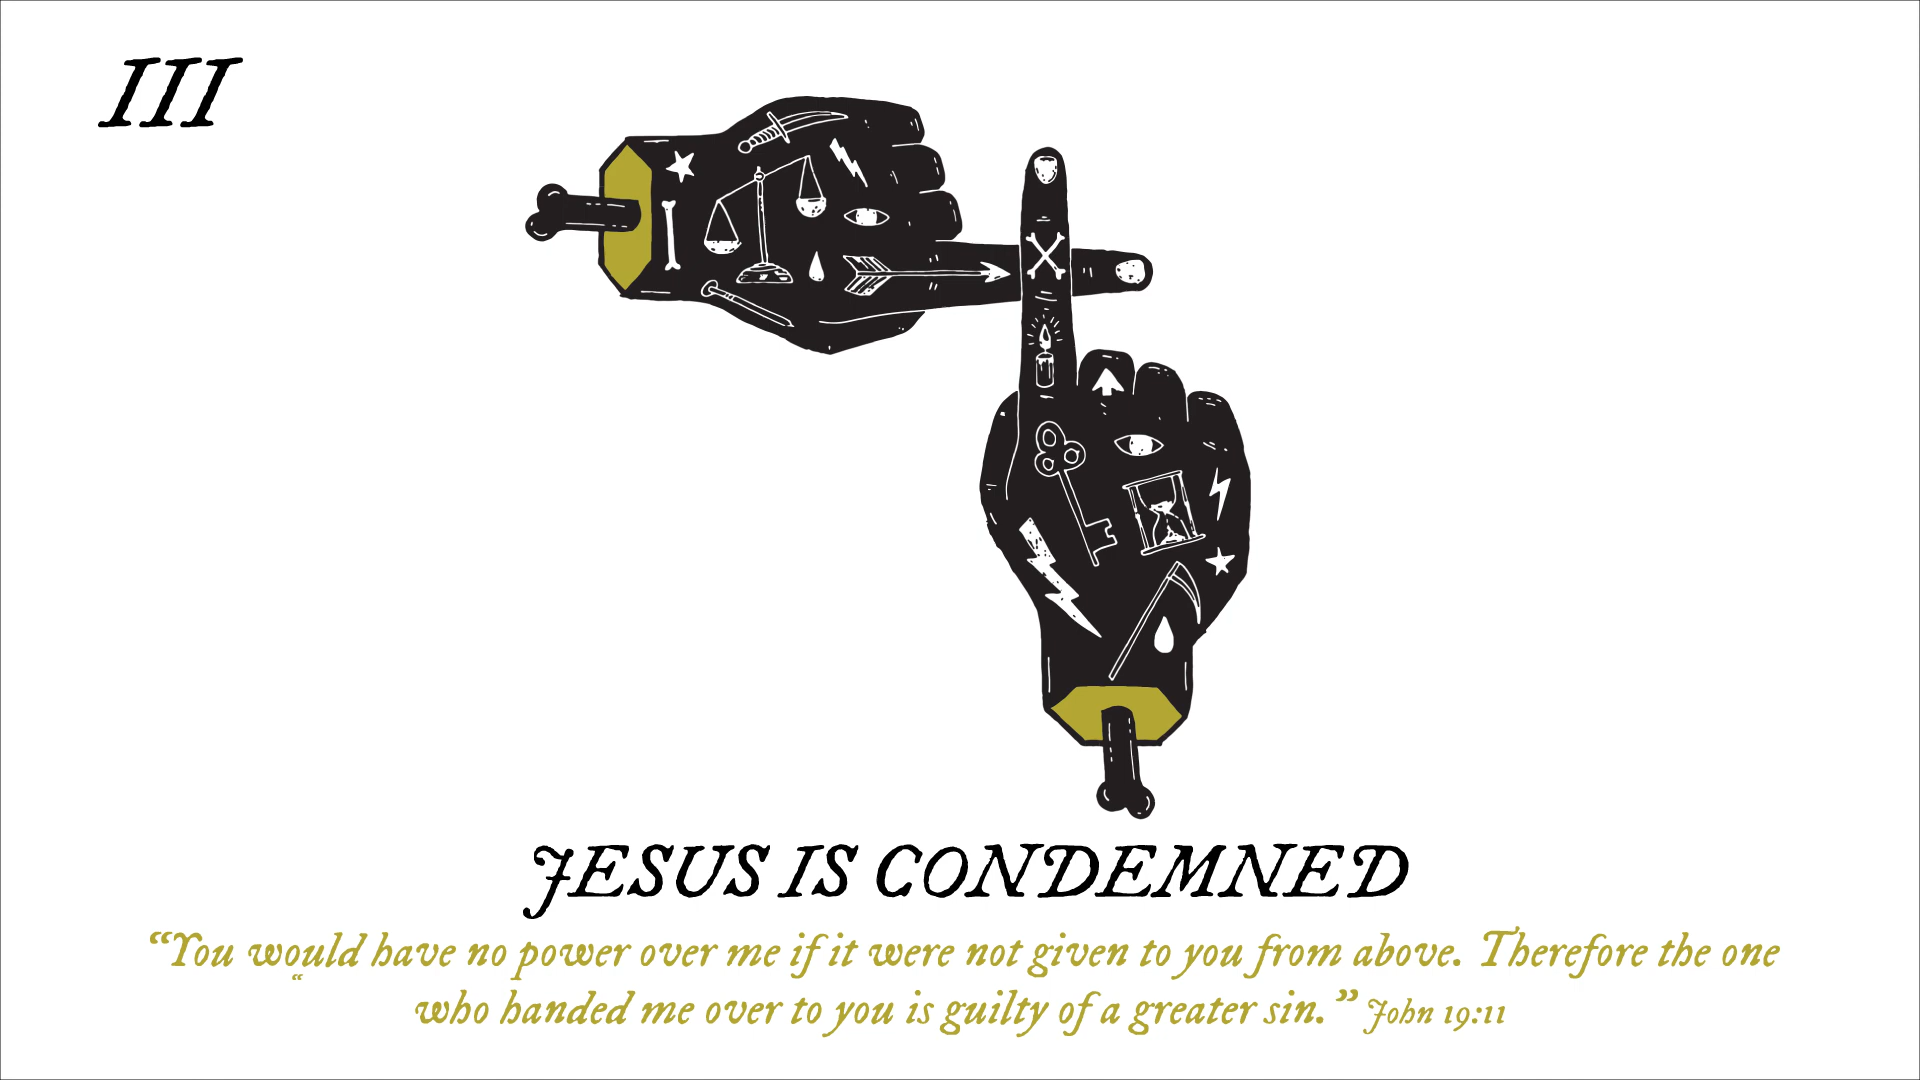 III
JESUS IS CONDEMNED
“You would have no power over me if it were not given to you from above. Therefore the one
“
who handed me over to you is guilty of a greater sin.” John 19:11